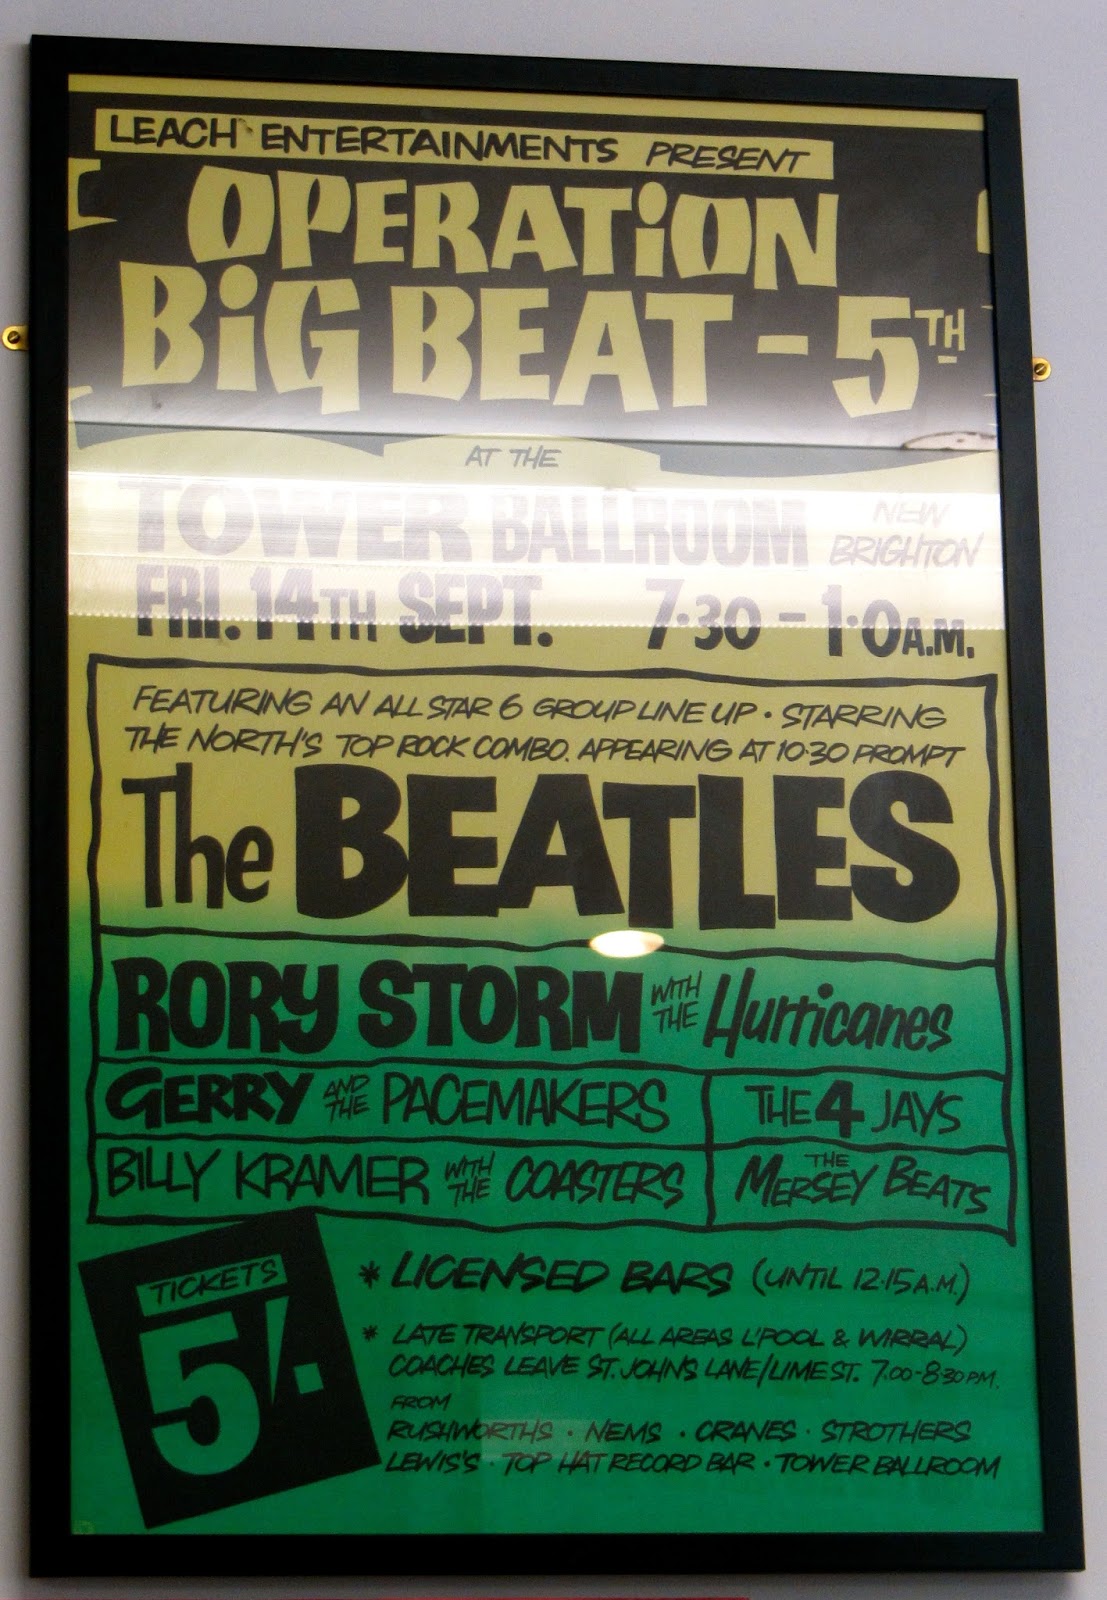 LEACH ENTERTAINMENTS PRESENT
OPERATiON
BiG BEAT - 5TH
AT THE
TOWER BALLROOM NEW BRIGHTON
FRI. 14TH SEPT. 7·30 - 1·0 A.M.
FEATURING AN ALL STAR 6 GROUP LINE UP · STARRING
THE NORTH'S TOP ROCK COMBO. APPEARING AT 10·30 PROMPT
The BEATLES
RORY STORM WITH THE Hurricanes
GERRY AND THE PACEMAKERS
THE 4 JAYS
BILLY KRAMER WITH THE COASTERS
THE MERSEY BEATS
TICKETS
5/-
* LICENSED BARS (UNTIL 12·15 A.M.)
* LATE TRANSPORT (ALL AREAS L'POOL & WIRRAL)
COACHES LEAVE ST. JOHNS LANE/LIME ST. 7.00-8·30 P.M.
FROM
RUSHWORTHS · NEMS · CRANES · STROTHERS
LEWIS'S · TOP HAT RECORD BAR · TOWER BALLROOM